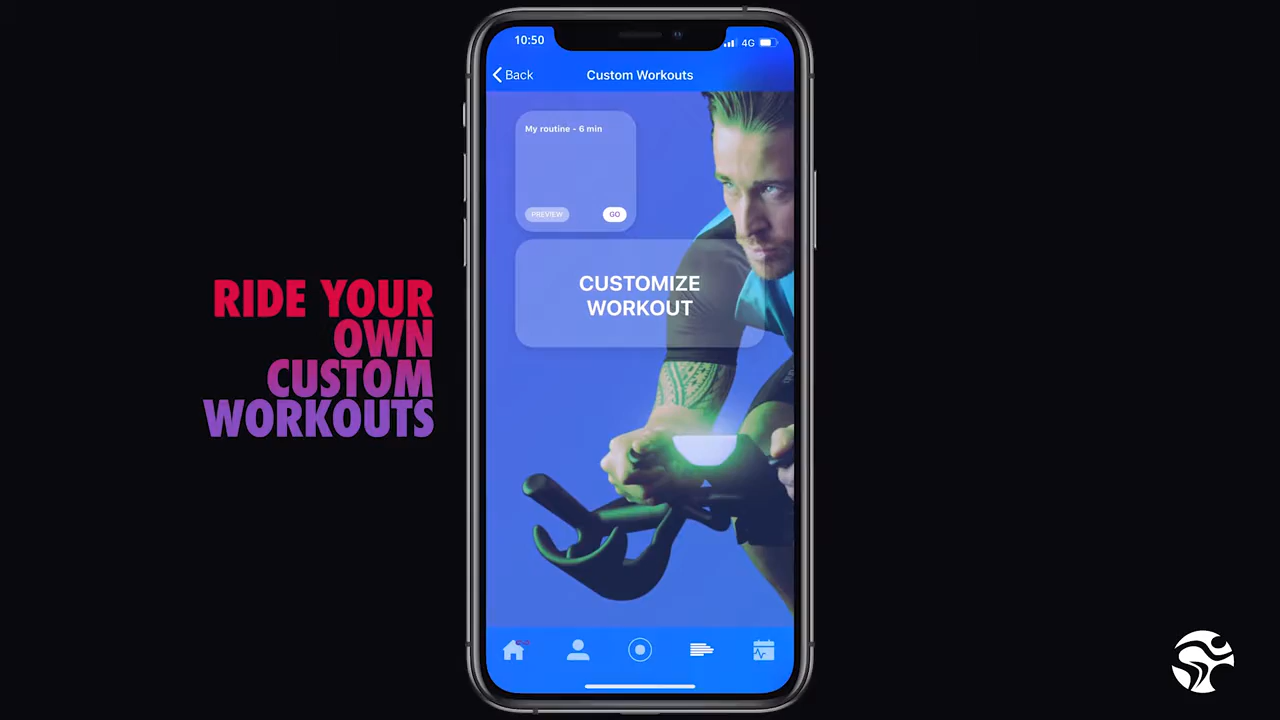 10:50
4G
Back
Custom Workouts
My routine - 6 min
PREVIEW
GO
CUSTOMIZE
WORKOUT
RIDE YOUR
OWN
CUSTOM
WORKOUTS